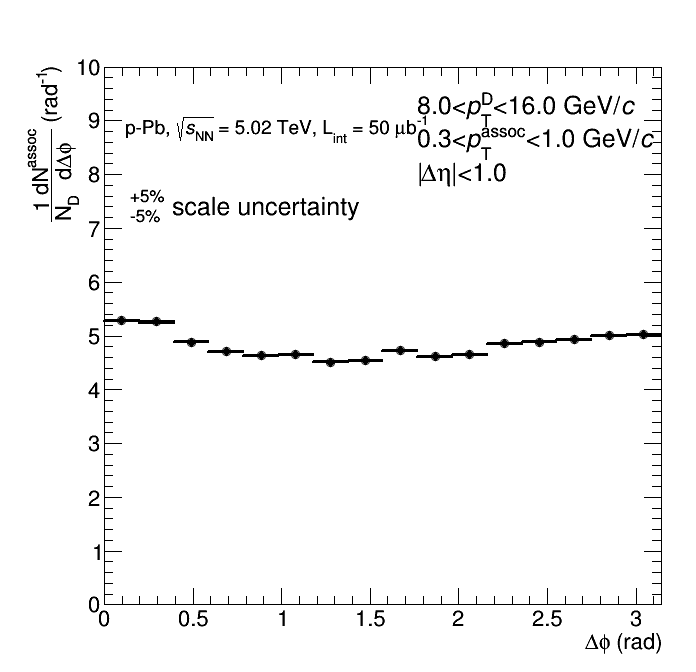 10
9
8
7
6
5
4
3
2
1
0
1 dN^assoc
N_D dΔϕ (rad^-1)
p-Pb, √s_NN = 5.02 TeV, L_int = 50 μb^-1
8.0<p_T^D<16.0 GeV/c
0.3<p_T^assoc<1.0 GeV/c
|Δη|<1.0
+5%
-5% scale uncertainty
0 0.5 1 1.5 2 2.5 3
Δϕ (rad)